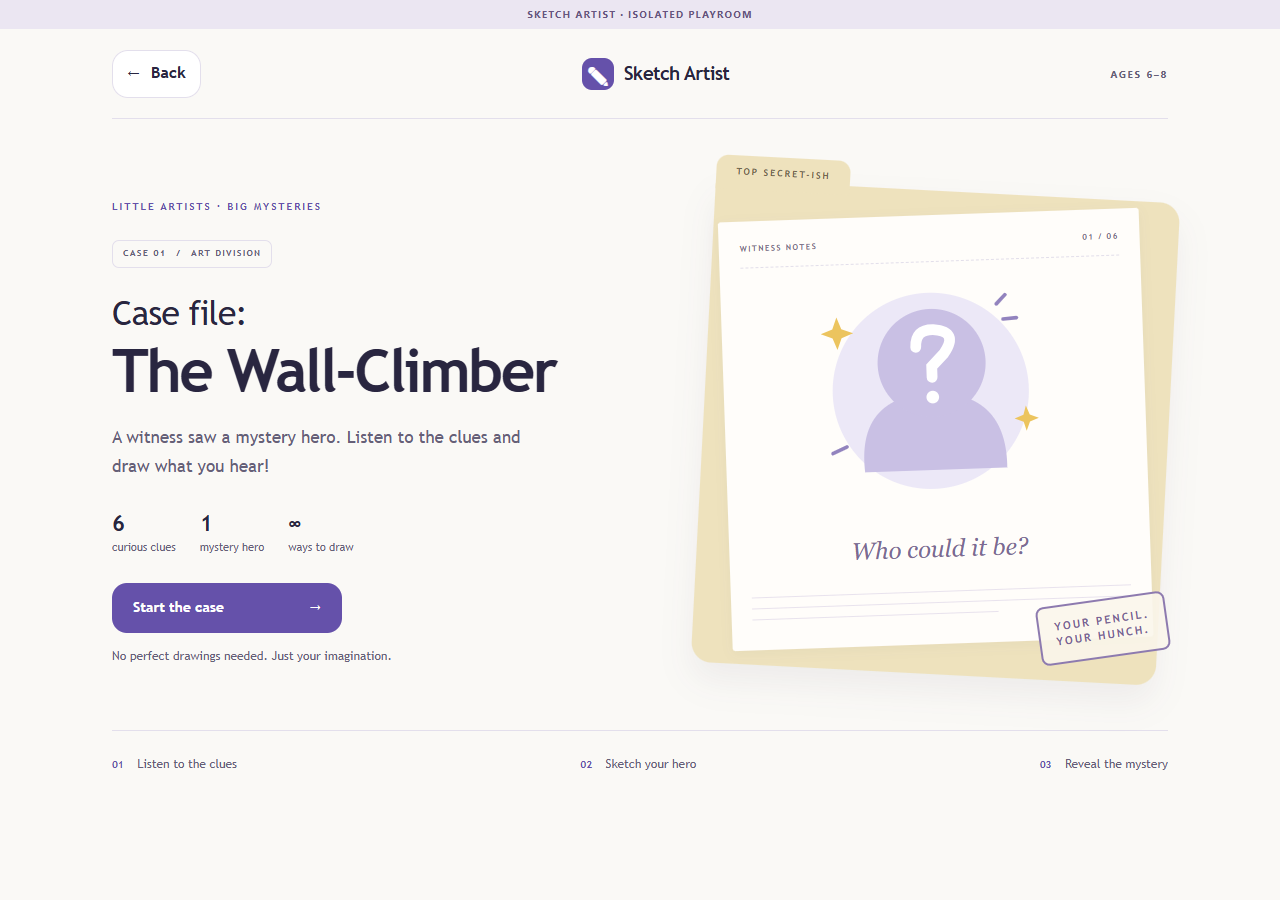 SKETCH ARTIST · ISOLATED PLAYROOM
← Back
Sketch Artist
AGES 6–8
LITTLE ARTISTS · BIG MYSTERIES
CASE 01 / ART DIVISION
Case file:
The Wall-Climber
A witness saw a mystery hero. Listen to the clues and
draw what you hear!
6
curious clues
1
mystery hero
∞
ways to draw
Start the case →
No perfect drawings needed. Just your imagination.
TOP SECRET-ISH
WITNESS NOTES
01 / 06
?
Who could it be?
YOUR PENCIL.
YOUR HUNCH.
01 Listen to the clues
02 Sketch your hero
03 Reveal the mystery